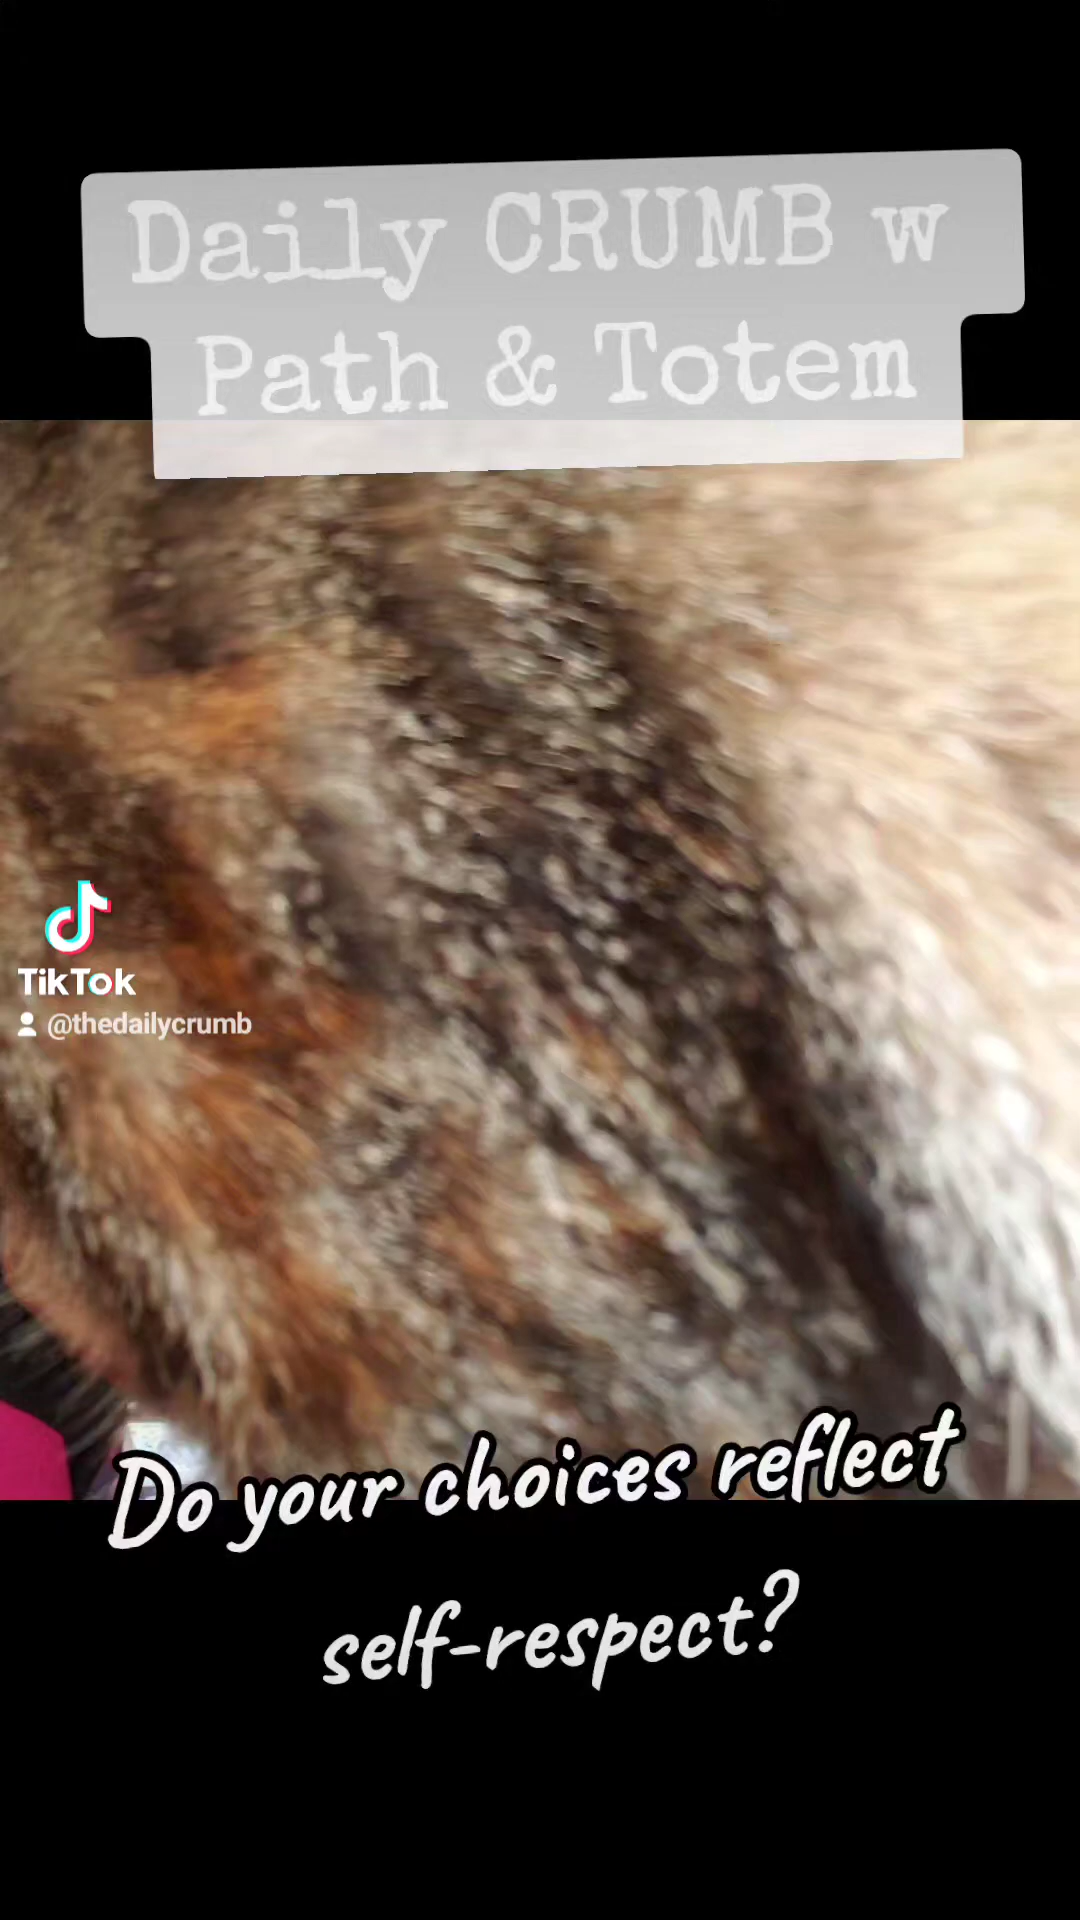 Daily CRUMB w
Path & Totem
TikTok
@thedailycrumb
Do your choices reflect
self-respect?